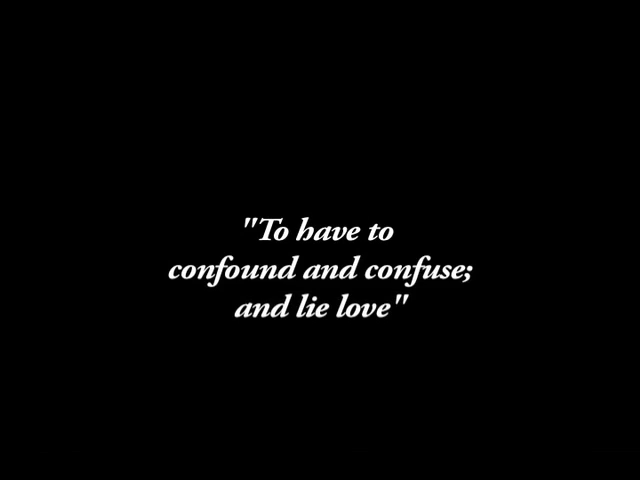 "To have to
confound and confuse;
and lie love"